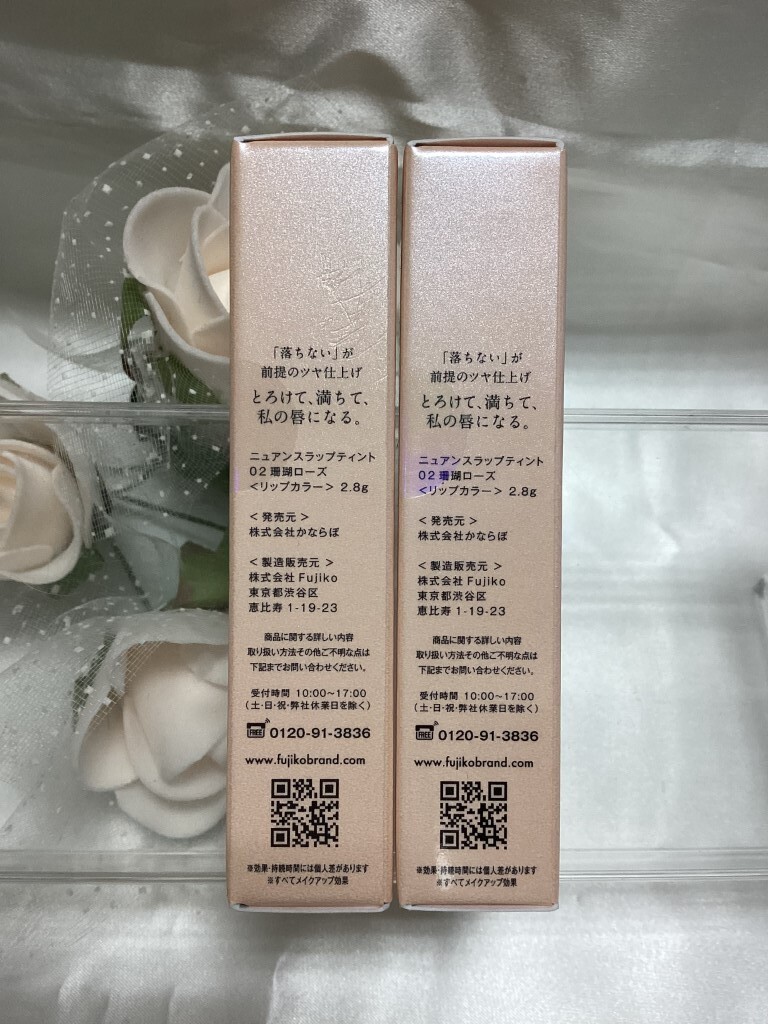 「落ちない」が
前提のツヤ仕上げ
とろけて、満ちて、
私の唇になる。
ニュアンスラップティント
02 珊瑚ローズ
＜リップカラー＞ 2.8g
＜ 発売元 ＞
株式会社かならぼ
＜ 製造販売元 ＞
株式会社 Fujiko
東京都渋谷区
恵比寿 1-19-23
商品に関する詳しい内容
取り扱い方法その他ご不明な点は
下記までお問い合わせください。
受付時間 10:00〜17:00
（土・日・祝・弊社休業日を除く）
FREE 0120-91-3836
www.fujikobrand.com
※効果・持続時間には個人差があります
※すべてメイクアップ効果
「落ちない」が
前提のツヤ仕上げ
とろけて、満ちて、
私の唇になる。
ニュアンスラップティント
02 珊瑚ローズ
＜リップカラー＞ 2.8g
＜ 発売元 ＞
株式会社かならぼ
＜ 製造販売元 ＞
株式会社 Fujiko
東京都渋谷区
恵比寿 1-19-23
商品に関する詳しい内容
取り扱い方法その他ご不明な点は
下記までお問い合わせください。
受付時間 10:00〜17:00
（土・日・祝・弊社休業日を除く）
FREE 0120-91-3836
www.fujikobrand.com
※効果・持続時間には個人差があります
※すべてメイクアップ効果